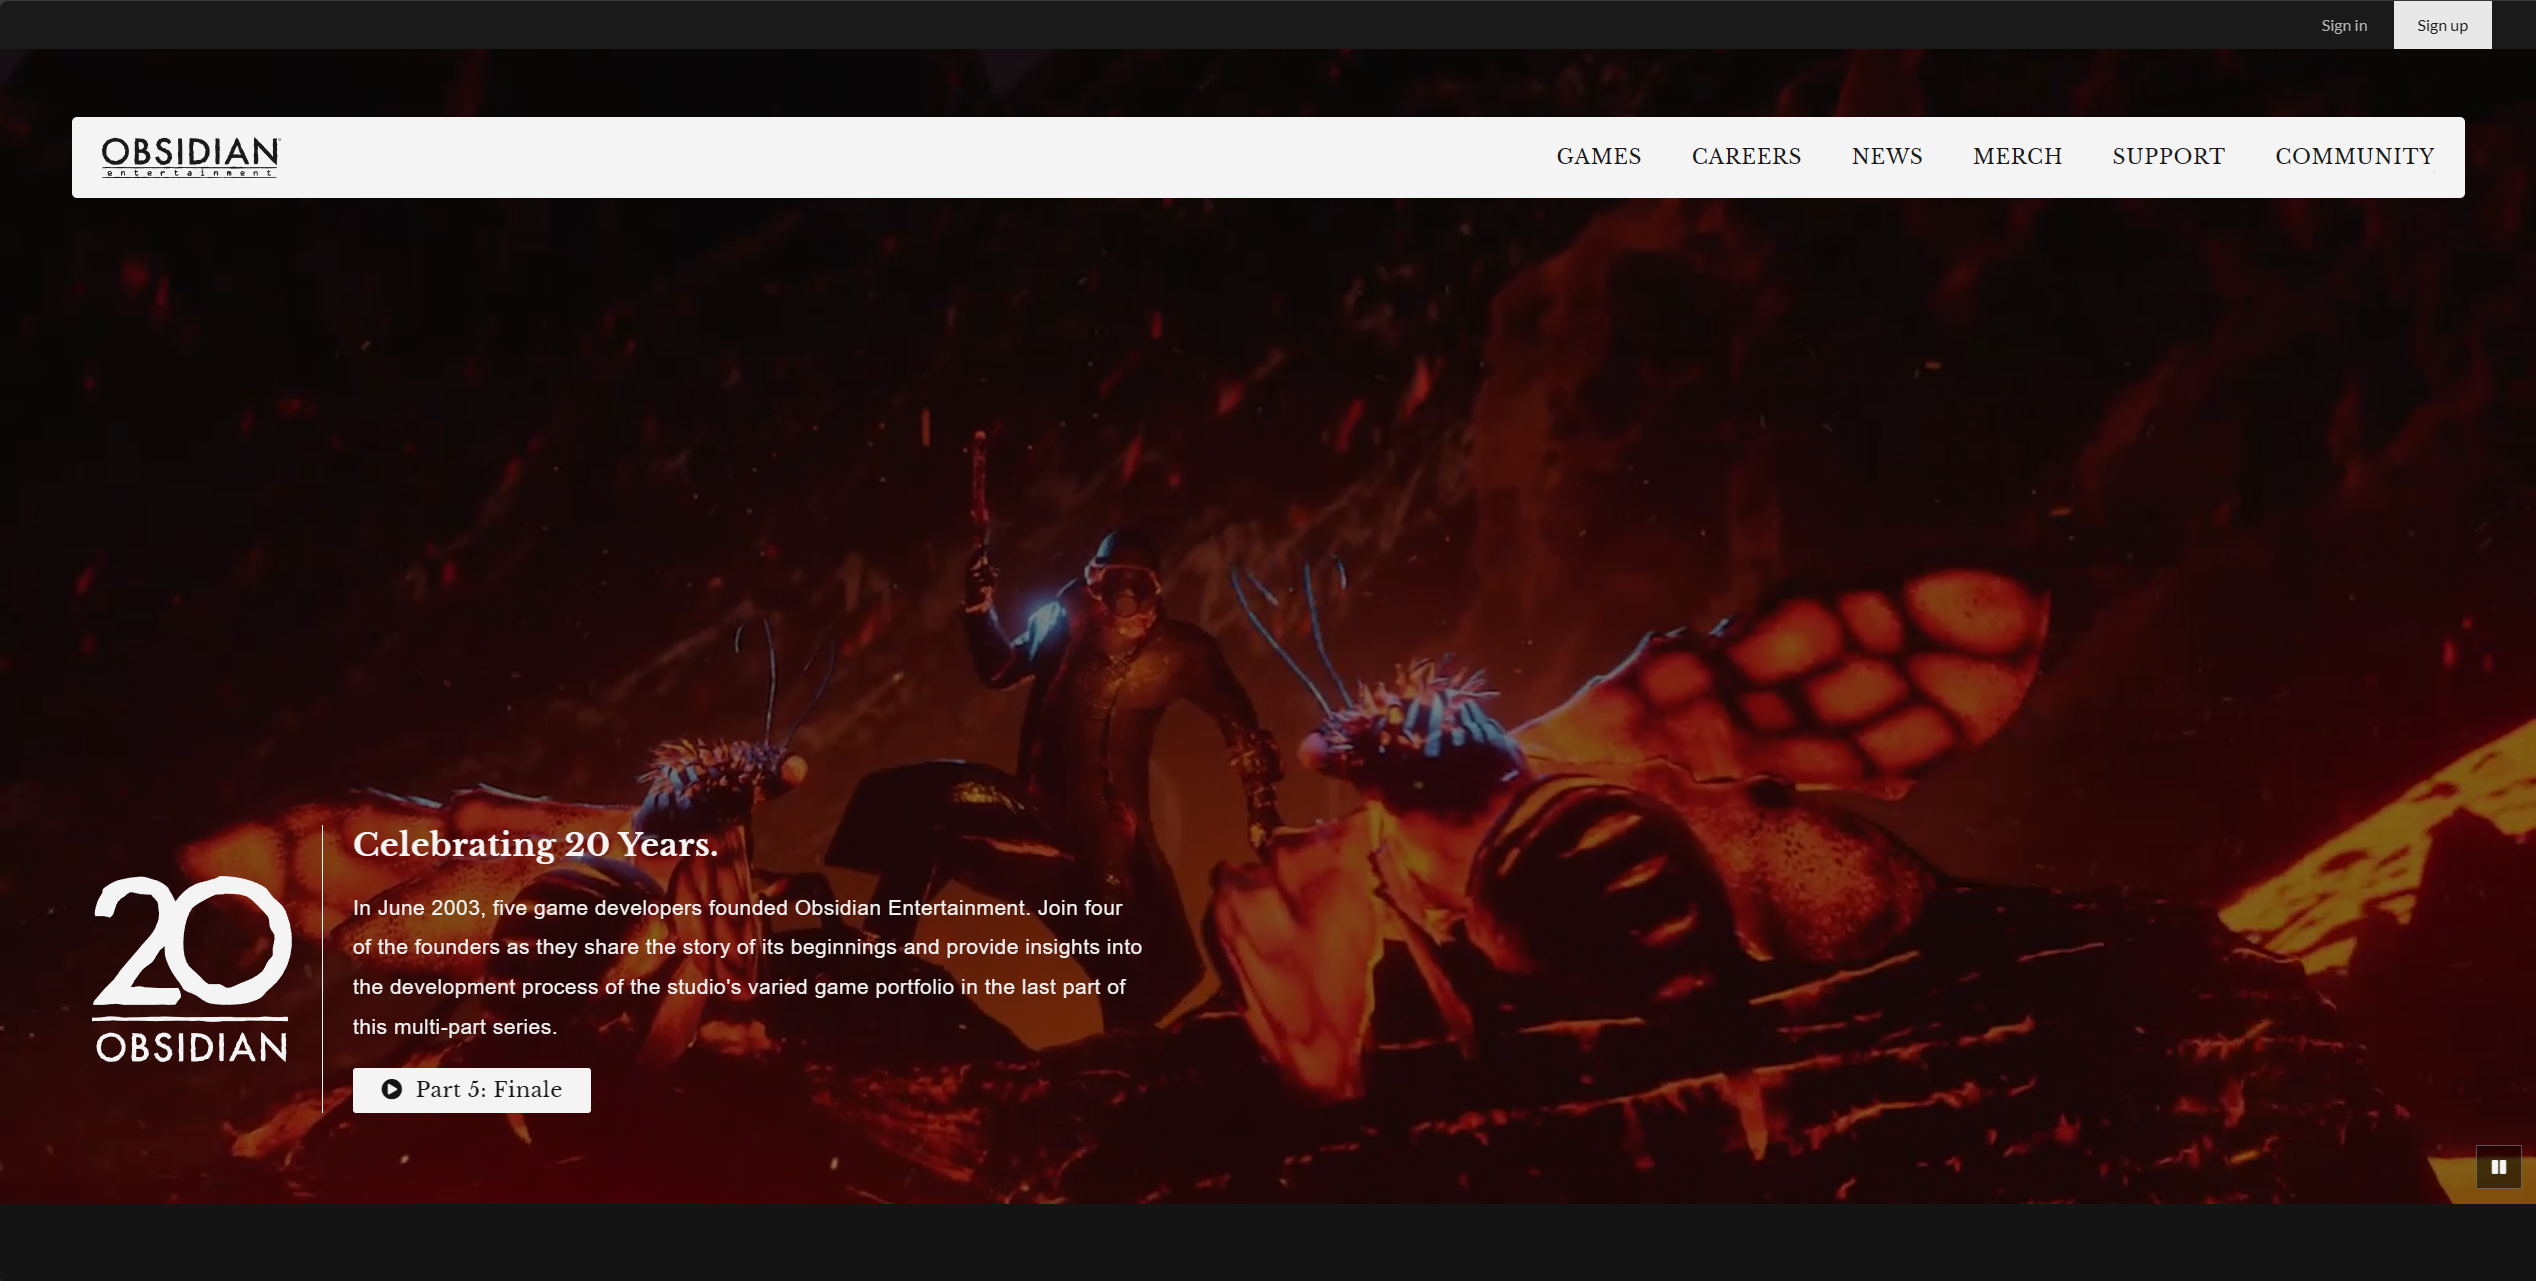 Sign in
Sign up
OBSIDIAN
entertainment
GAMES
CAREERS
NEWS
MERCH
SUPPORT
COMMUNITY
20
OBSIDIAN
Celebrating 20 Years.
In June 2003, five game developers founded Obsidian Entertainment. Join four
of the founders as they share the story of its beginnings and provide insights into
the development process of the studio's varied game portfolio in the last part of
this multi-part series.
Part 5: Finale